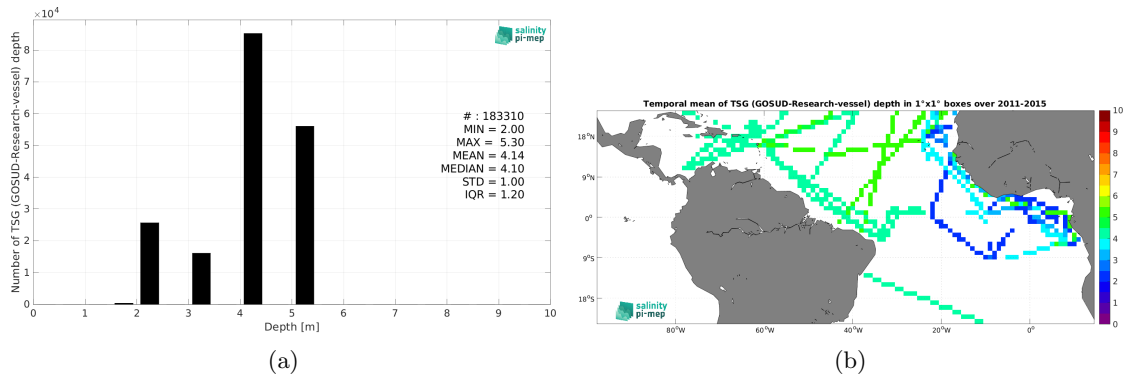 ×10⁴
salinity
pi-mep
Number of TSG (GOSUD-Research-vessel) depth
8
7
6
5
4
3
2
1
0
# : 183310
MIN = 2.00
MAX = 5.30
MEAN = 4.14
MEDIAN = 4.10
STD = 1.00
IQR = 1.20
0 1 2 3 4 5 6 7 8 9 10
Depth [m]
(a)
Temporal mean of TSG (GOSUD-Research-vessel) depth in 1°x1° boxes over 2011-2015
18°N
9°N
0°
9°S
18°S
80°W 60°W 40°W 20°W 0°
10
9
8
7
6
5
4
3
2
1
0
salinity
pi-mep
(b)